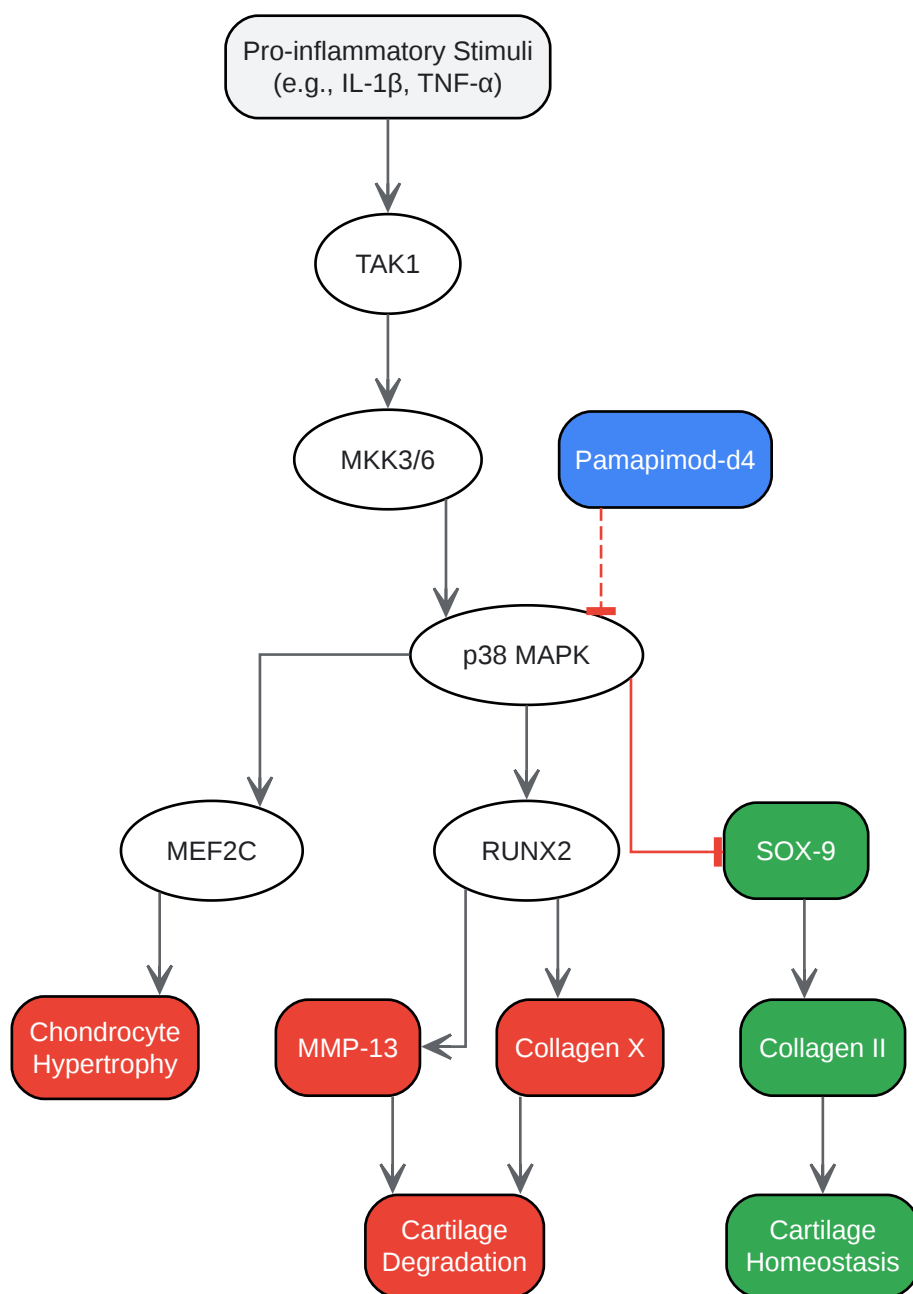 Pro-inflammatory Stimuli
(e.g., IL-1β, TNF-α)
TAK1
MKK3/6
Pamapimod-d4
p38 MAPK
MEF2C
RUNX2
SOX-9
Chondrocyte
Hypertrophy
MMP-13
Collagen X
Collagen II
Cartilage
Degradation
Cartilage
Homeostasis